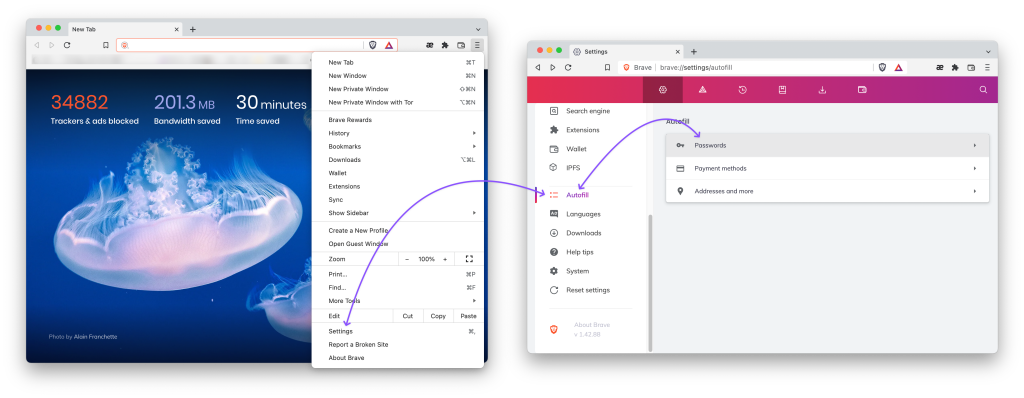 New Tab
34882
Trackers & ads blocked
201.3 MB
Bandwidth saved
30 minutes
Time saved
Photo by Alain Franchette
New Tab ⌘T
New Window ⌘N
New Private Window ⇧⌘N
New Private Window with Tor ⌥⌘N
Brave Rewards
History
Bookmarks
Downloads ⌥⌘L
Wallet
Extensions
Sync
Show Sidebar
Create a New Profile
Open Guest Window
Zoom − 100% +
Print... ⌘P
Find... ⌘F
More Tools
Edit Cut Copy Paste
Settings ⌘,
Report a Broken Site
About Brave
Settings
Brave | brave://settings/autofill
Search engine
Extensions
Wallet
IPFS
Autofill
Languages
Downloads
Help tips
System
Reset settings
About Brave
v 1.42.88
Autofill
Passwords
Payment methods
Addresses and more